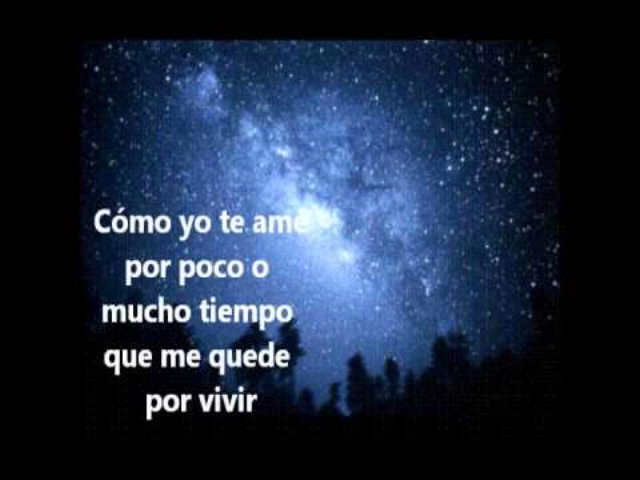 Cómo yo te amé
por poco o
mucho tiempo
que me quede
por vivir